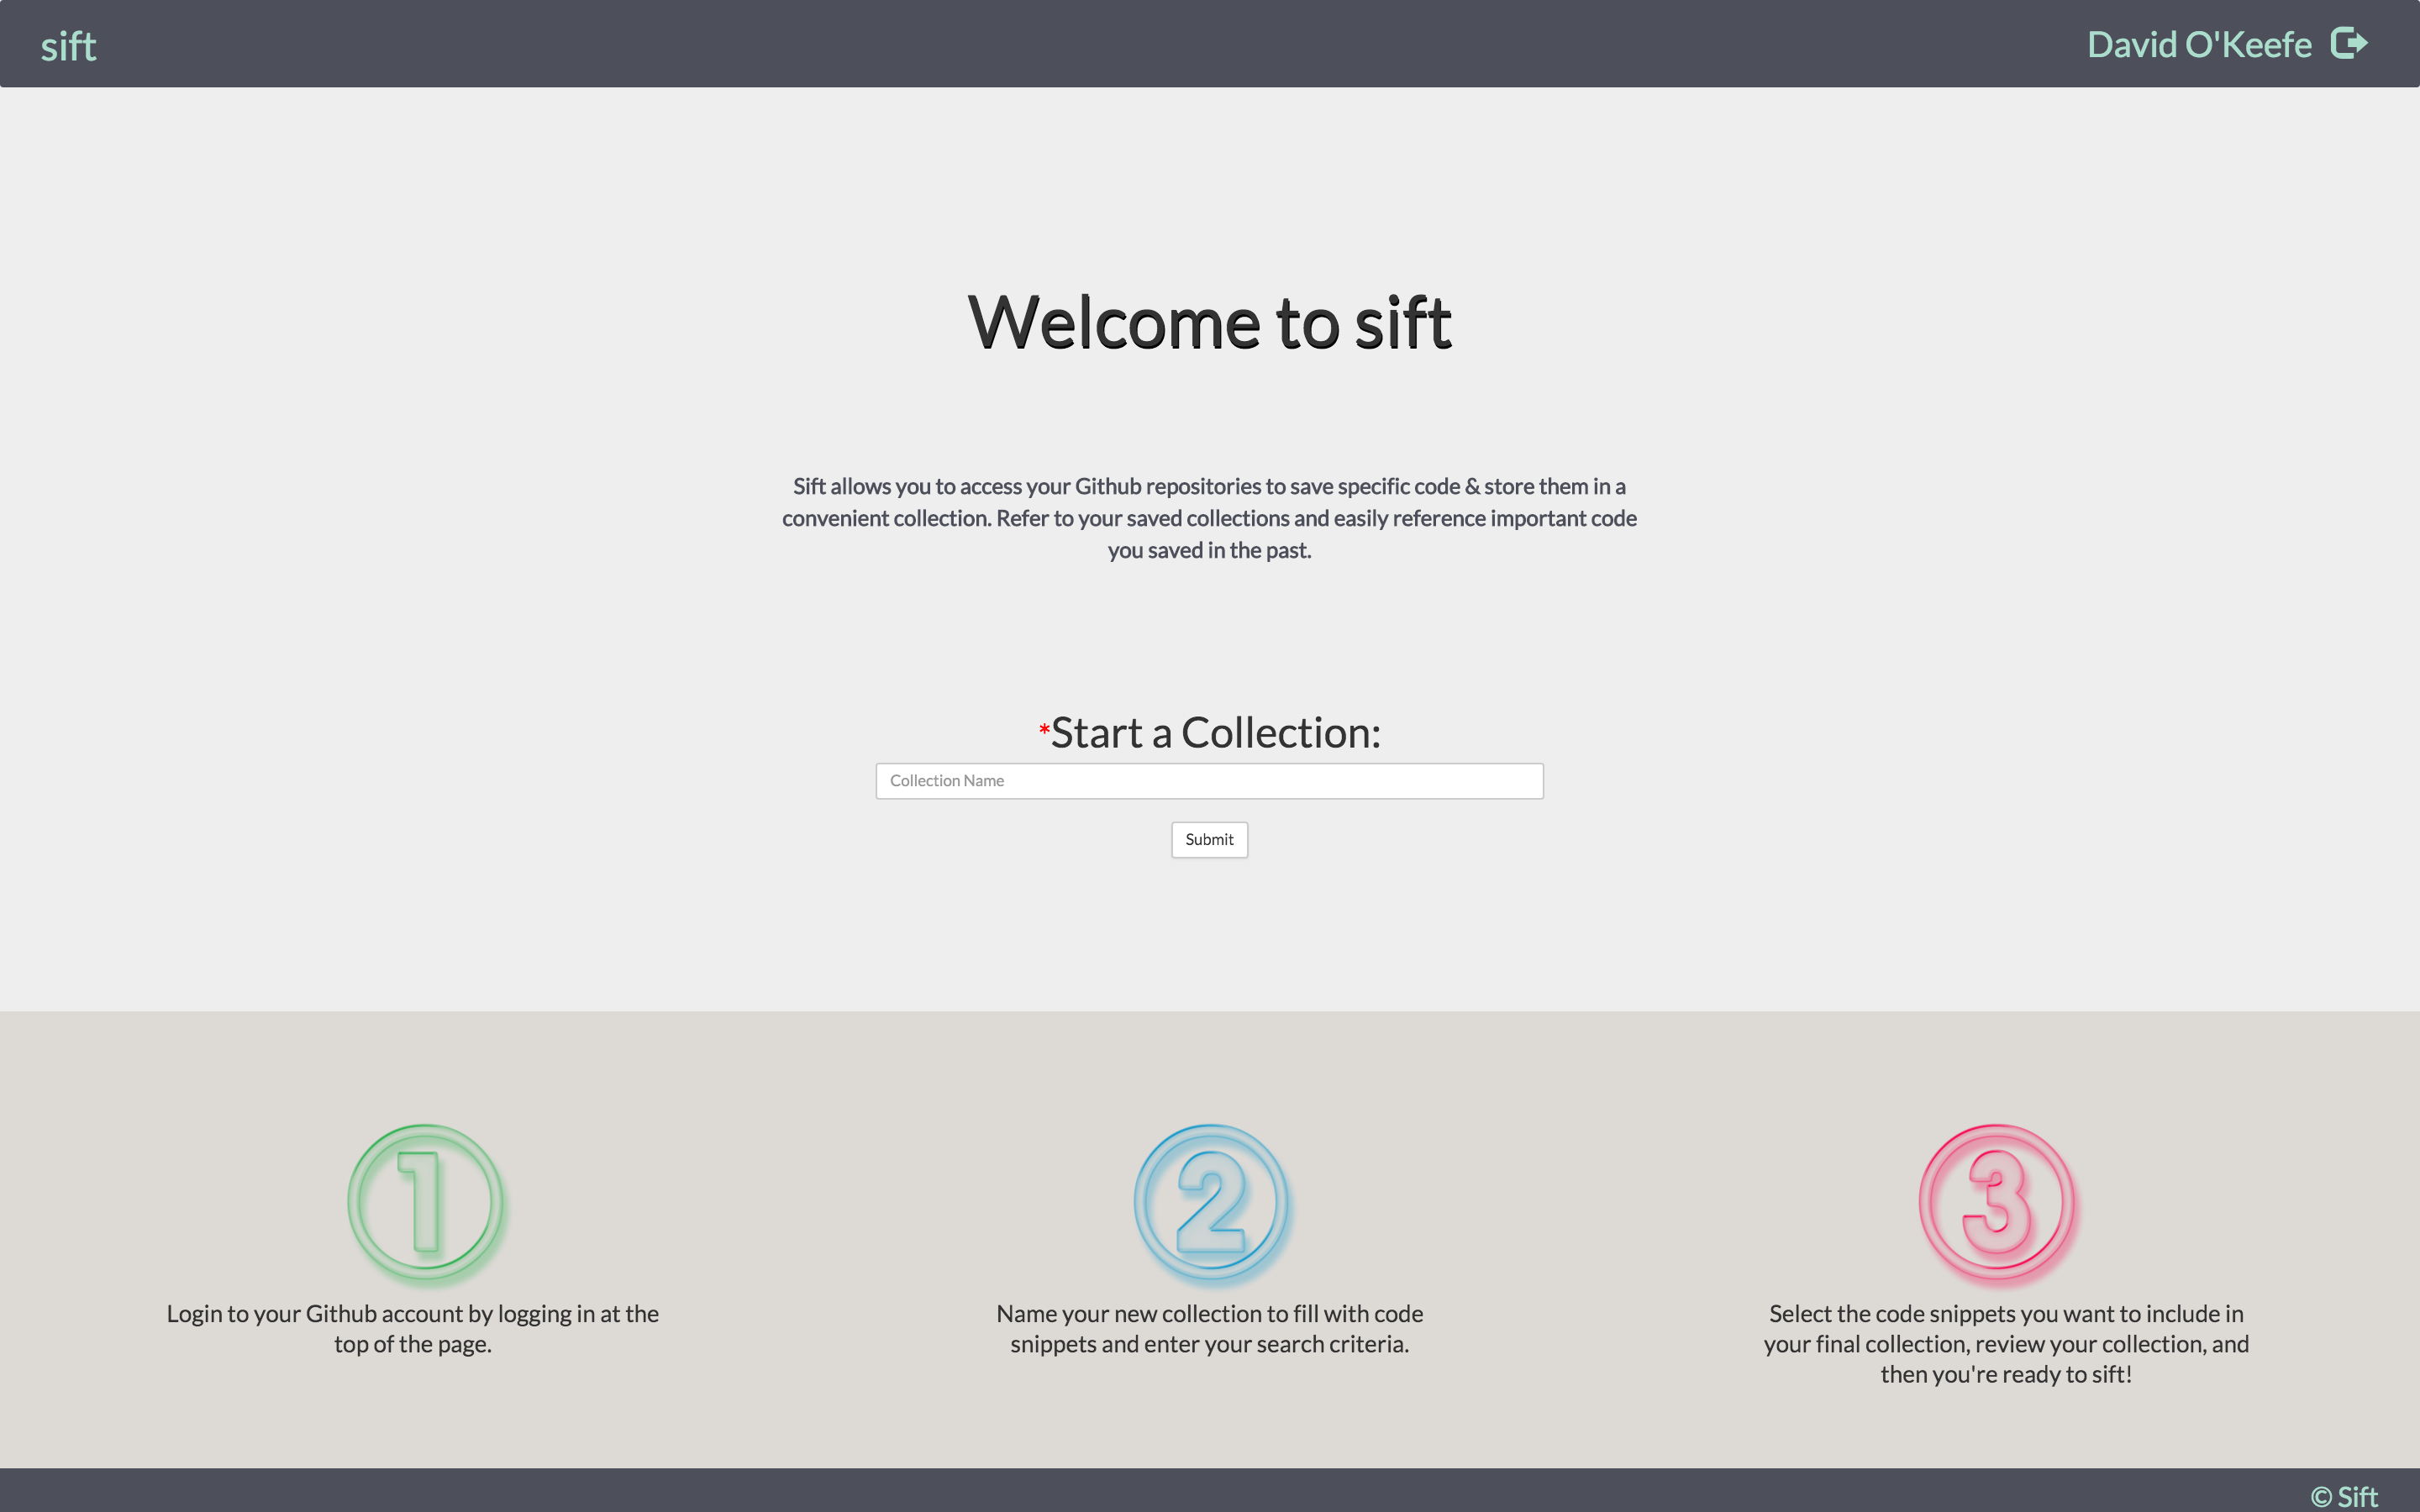 sift
David O'Keefe
Welcome to sift
Sift allows you to access your Github repositories to save specific code & store them in a
convenient collection. Refer to your saved collections and easily reference important code
you saved in the past.
*Start a Collection:
Collection Name
Submit
1
Login to your Github account by logging in at the
top of the page.
2
Name your new collection to fill with code
snippets and enter your search criteria.
3
Select the code snippets you want to include in
your final collection, review your collection, and
then you're ready to sift!
© Sift